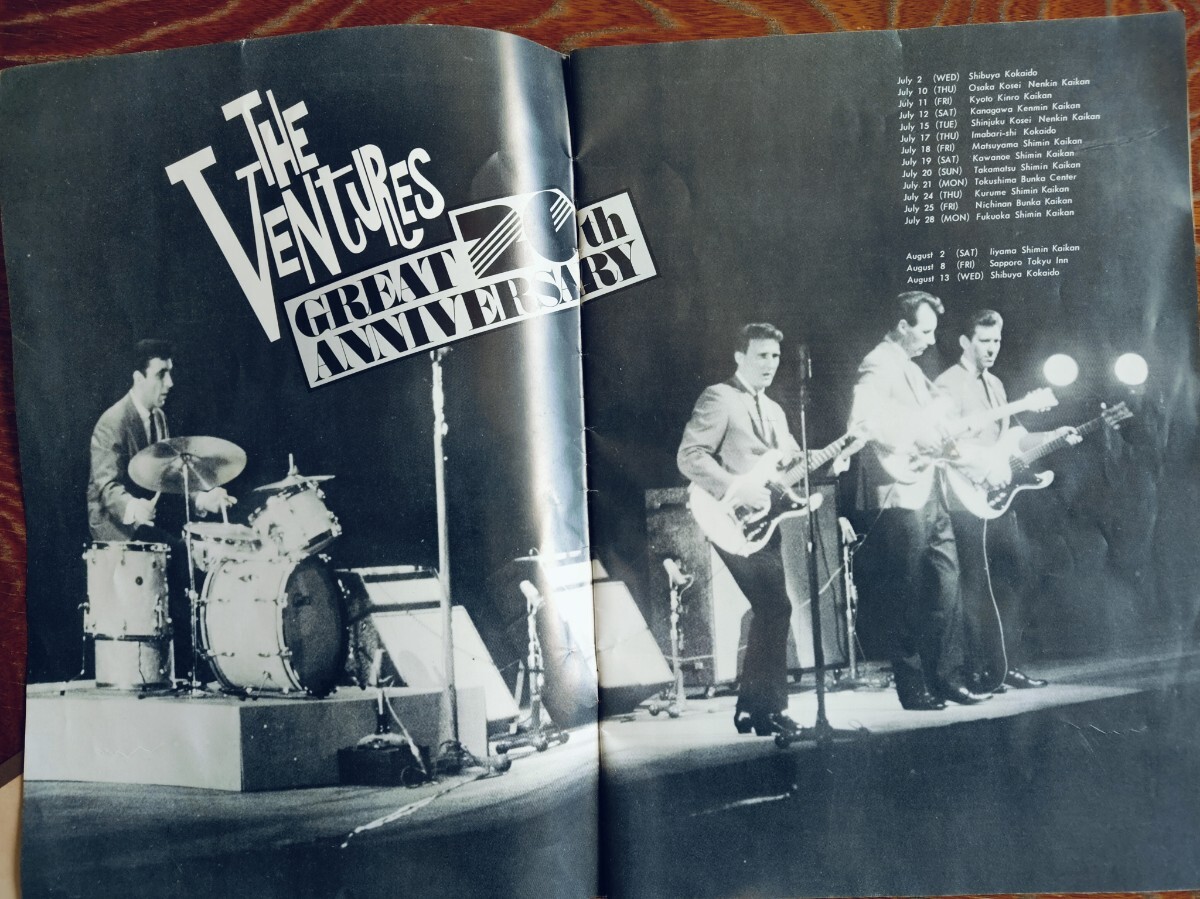 THE
VENTURES
GREAT 20th
ANNIVERSARY
July 2 (WED) Shibuya Kokaido
July 10 (THU) Osaka Kosei Nenkin Kaikan
July 11 (FRI) Kyoto Kinro Kaikan
July 12 (SAT) Kanagawa Kenmin Kaikan
July 15 (TUE) Shinjuku Kosei Nenkin Kaikan
July 17 (THU) Imabari-shi Kokaido
July 18 (FRI) Matsuyama Shimin Kaikan
July 19 (SAT) Kawanoe Shimin Kaikan
July 20 (SUN) Takamatsu Shimin Kaikan
July 21 (MON) Tokushima Bunka Center
July 24 (THU) Kurume Shimin Kaikan
July 25 (FRI) Nichinan Bunka Kaikan
July 28 (MON) Fukuoka Shimin Kaikan
August 2 (SAT) Iiyama Shimin Kaikan
August 8 (FRI) Sapporo Tokyu Inn
August 13 (WED) Shibuya Kokaido